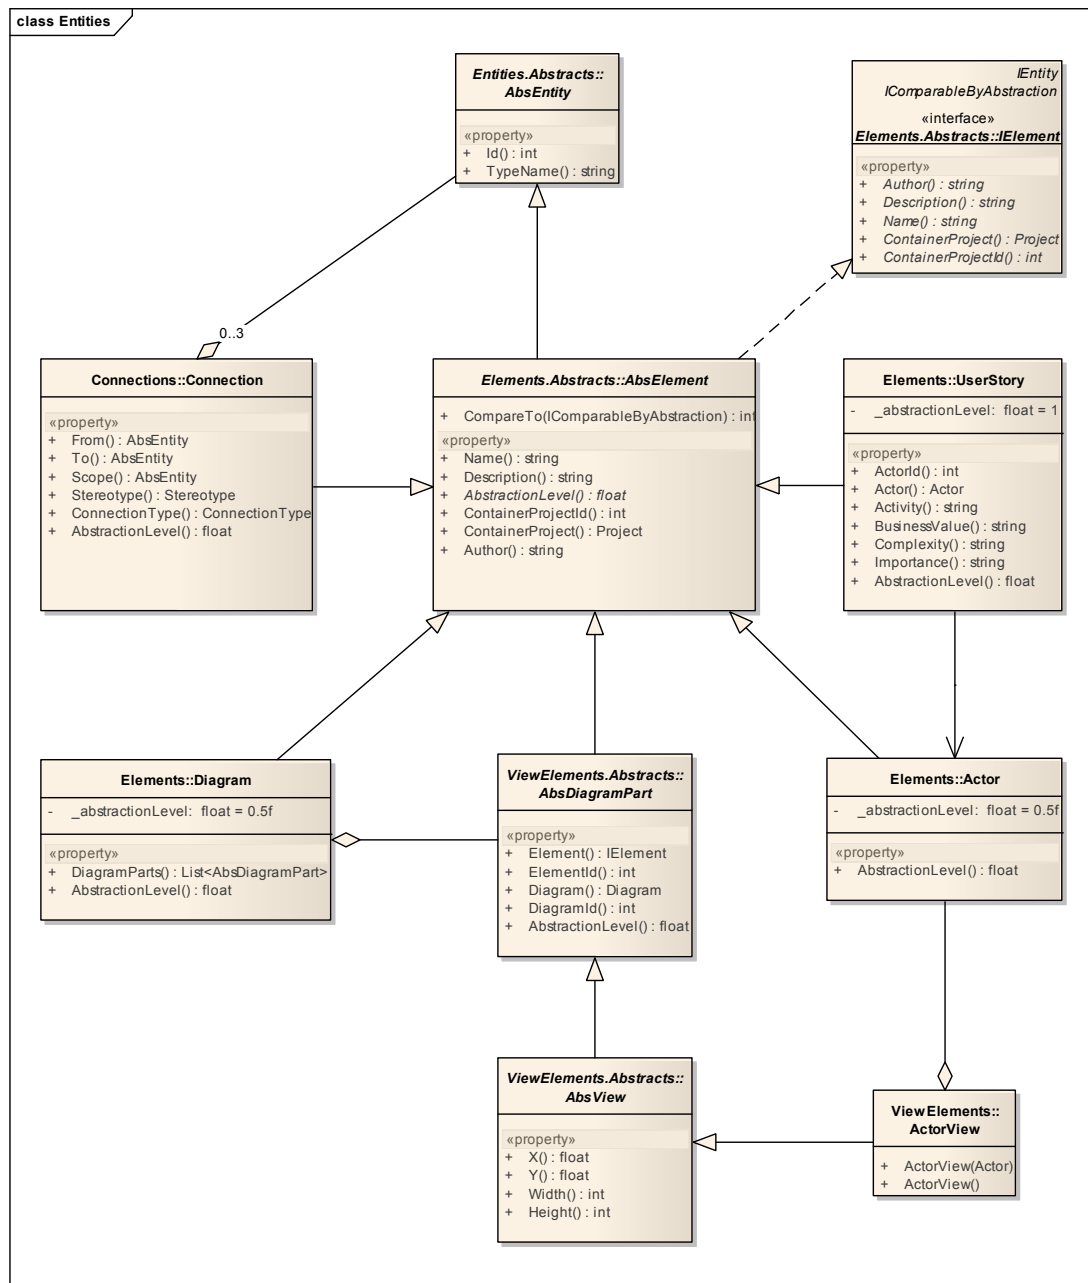 class Entities
Entities.Abstracts::
AbsEntity
«property»
+ Id() : int
+ TypeName() : string
IEntity
IComparableByAbstraction
«interface»
Elements.Abstracts::IElement
«property»
+ Author() : string
+ Description() : string
+ Name() : string
+ ContainerProject() : Project
+ ContainerProjectId() : int
0..3
Connections::Connection
«property»
+ From() : AbsEntity
+ To() : AbsEntity
+ Scope() : AbsEntity
+ Stereotype() : Stereotype
+ ConnectionType() : ConnectionType
+ AbstractionLevel() : float
Elements.Abstracts::AbsElement
+ CompareTo(IComparableByAbstraction) : int
«property»
+ Name() : string
+ Description() : string
+ AbstractionLevel() : float
+ ContainerProjectId() : int
+ ContainerProject() : Project
+ Author() : string
Elements::UserStory
- _abstractionLevel: float = 1
«property»
+ ActorId() : int
+ Actor() : Actor
+ Activity() : string
+ BusinessValue() : string
+ Complexity() : string
+ Importance() : string
+ AbstractionLevel() : float
Elements::Diagram
- _abstractionLevel: float = 0.5f
«property»
+ DiagramParts() : List<AbsDiagramPart>
+ AbstractionLevel() : float
ViewElements.Abstracts::
AbsDiagramPart
«property»
+ Element() : IElement
+ ElementId() : int
+ Diagram() : Diagram
+ DiagramId() : int
+ AbstractionLevel() : float
Elements::Actor
- _abstractionLevel: float = 0.5f
«property»
+ AbstractionLevel() : float
ViewElements.Abstracts::
AbsView
«property»
+ X() : float
+ Y() : float
+ Width() : int
+ Height() : int
ViewElements::
ActorView
+ ActorView(Actor)
+ ActorView()